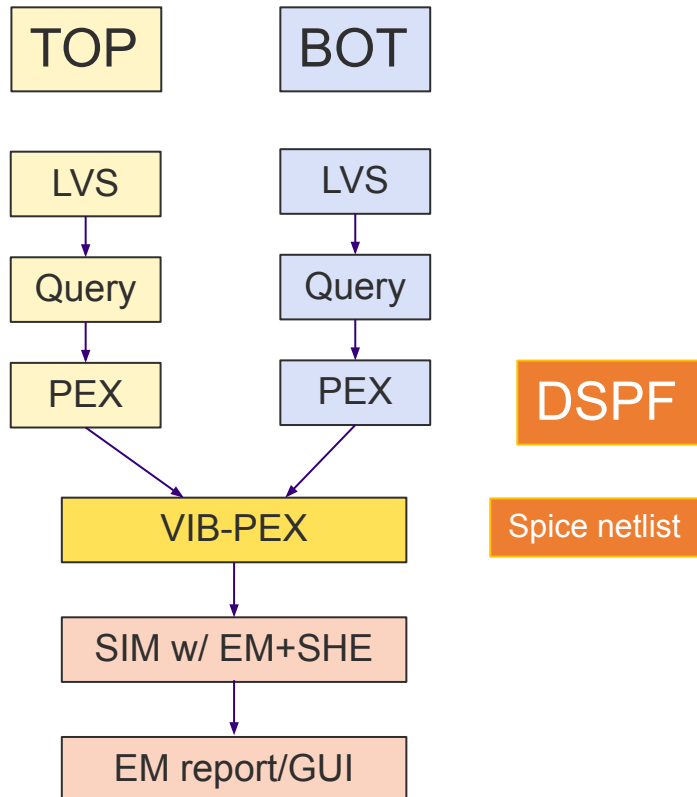 TOP
BOT
LVS
LVS
Query
Query
PEX
PEX
DSPF
VIB-PEX
Spice netlist
SIM w/ EM+SHE
EM report/GUI